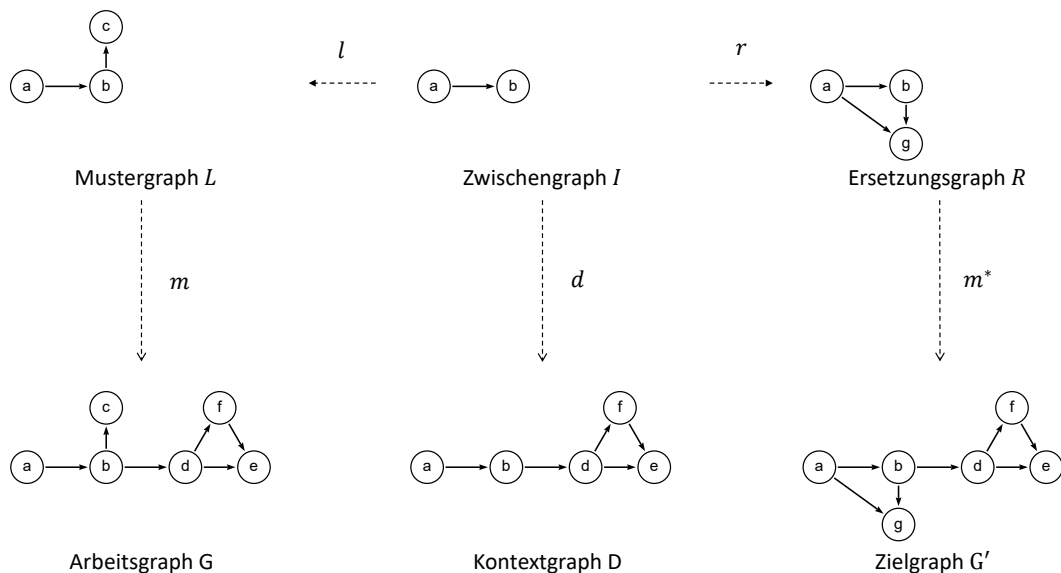 c
l
r
a b
a b
a b
g
Mustergraph L
Zwischengraph I
Ersetzungsgraph R
m
d
m*
c f
f
f
a b d e
a b d e
a b d e
g
Arbeitsgraph G
Kontextgraph D
Zielgraph G′